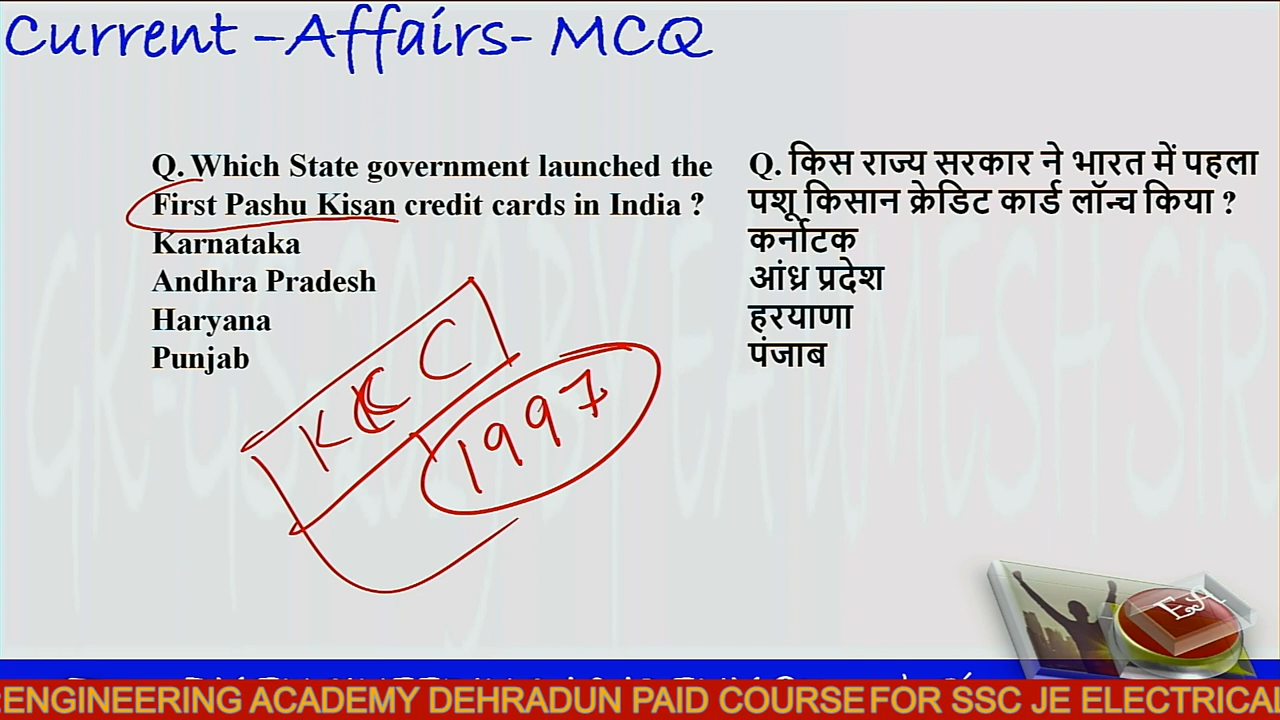 Current –Affairs- MCQ
Q. Which State government launched the
First Pashu Kisan credit cards in India ?
Karnataka
Andhra Pradesh
Haryana
Punjab
Q. किस राज्य सरकार ने भारत में पहला
पशू किसान क्रेडिट कार्ड लॉन्च किया ?
कर्नाटक
आंध्र प्रदेश
हरयाणा
पंजाब
KCC
1997
EA
ENGINEERING ACADEMY DEHRADUN PAID COURSE FOR SSC JE ELECTRICAL